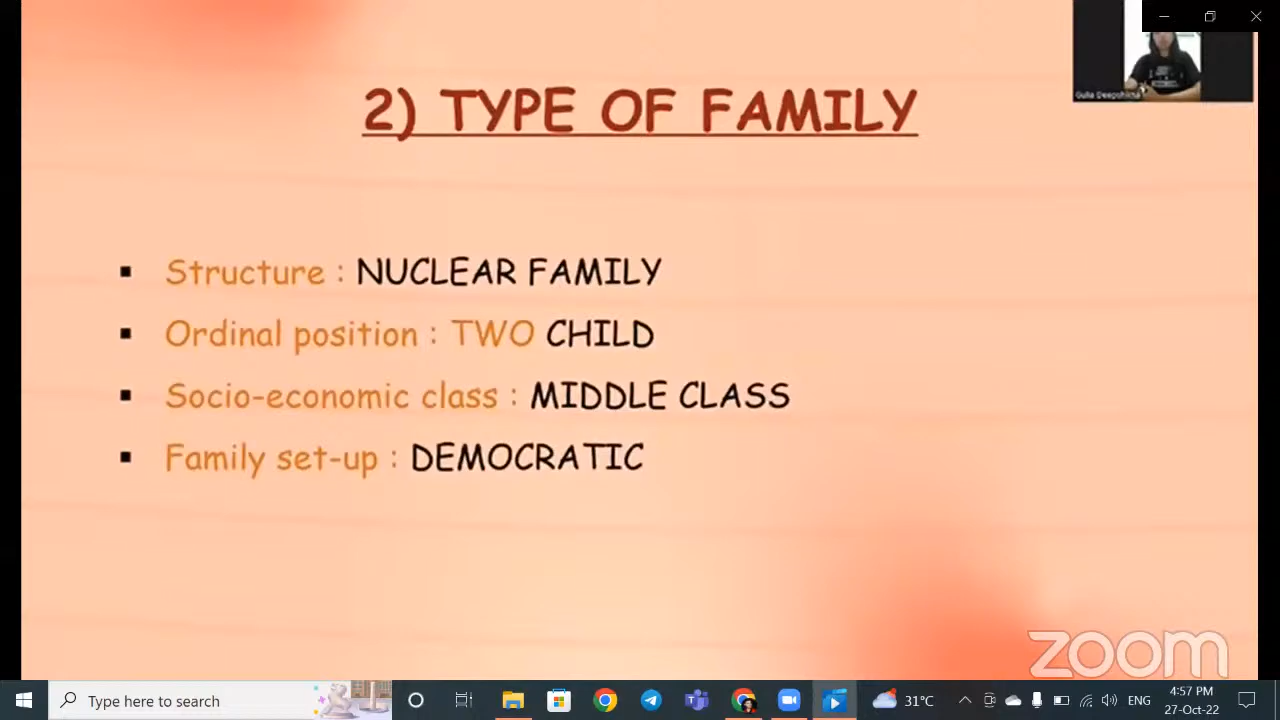 2) TYPE OF FAMILY
▪ Structure : NUCLEAR FAMILY
▪ Ordinal position : TWO CHILD
▪ Socio-economic class : MIDDLE CLASS
▪ Family set-up : DEMOCRATIC
zoom
Type here to search
31°C
ENG
4:57 PM
27-Oct-22